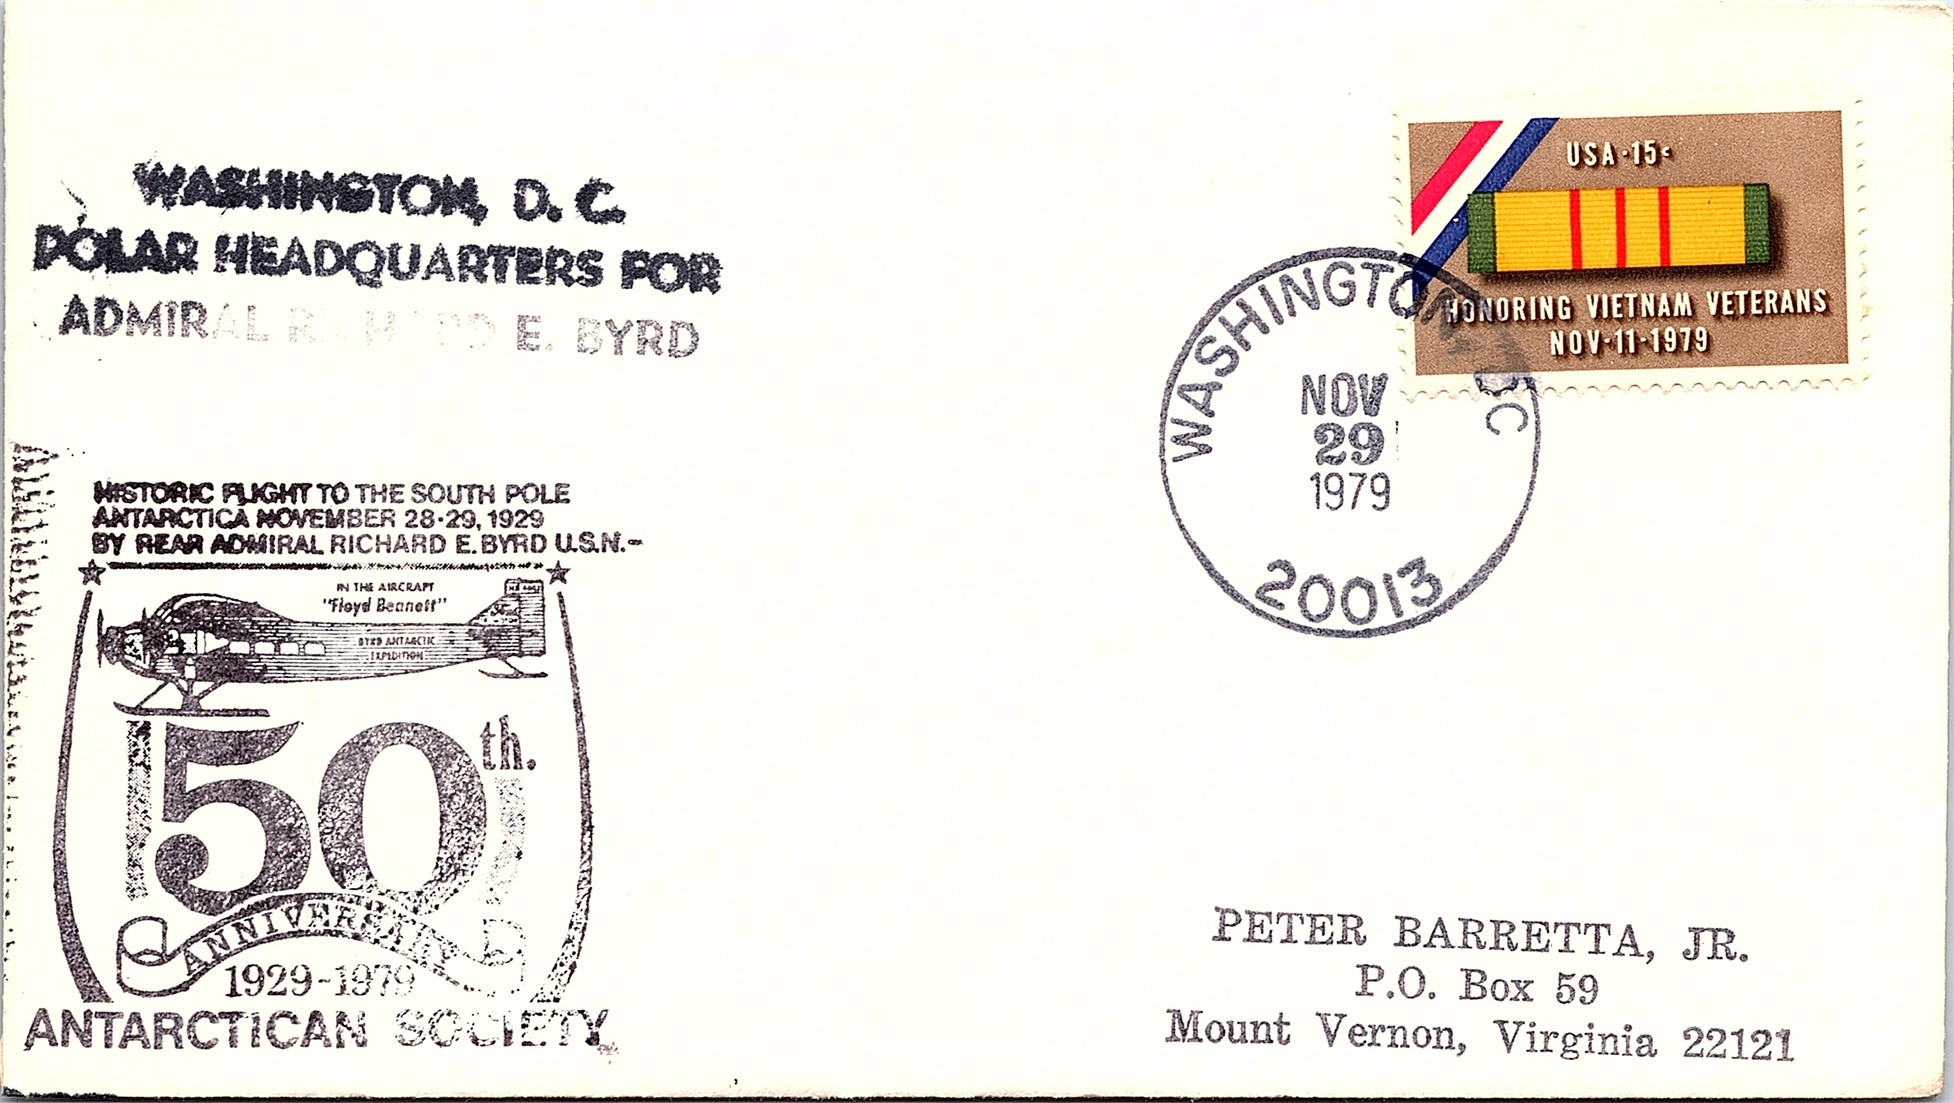 WASHINGTON, D. C.
POLAR HEADQUARTERS FOR
ADMIRAL RICHARD E. BYRD
USA·15c
HONORING VIETNAM VETERANS
NOV·11·1979
WASHINGTON, DC
NOV
29
1979
20013
HISTORIC FLIGHT TO THE SOUTH POLE
ANTARCTICA NOVEMBER 28-29, 1929
BY REAR ADMIRAL RICHARD E. BYRD U.S.N.-
IN THE AIRCRAFT
"Floyd Bennett"
BYRD ANTARCTIC
EXPEDITION
50th.
ANNIVERSARY
1929-1979
ANTARCTICAN SOCIETY
PETER BARRETTA, JR.
P.O. Box 59
Mount Vernon, Virginia 22121